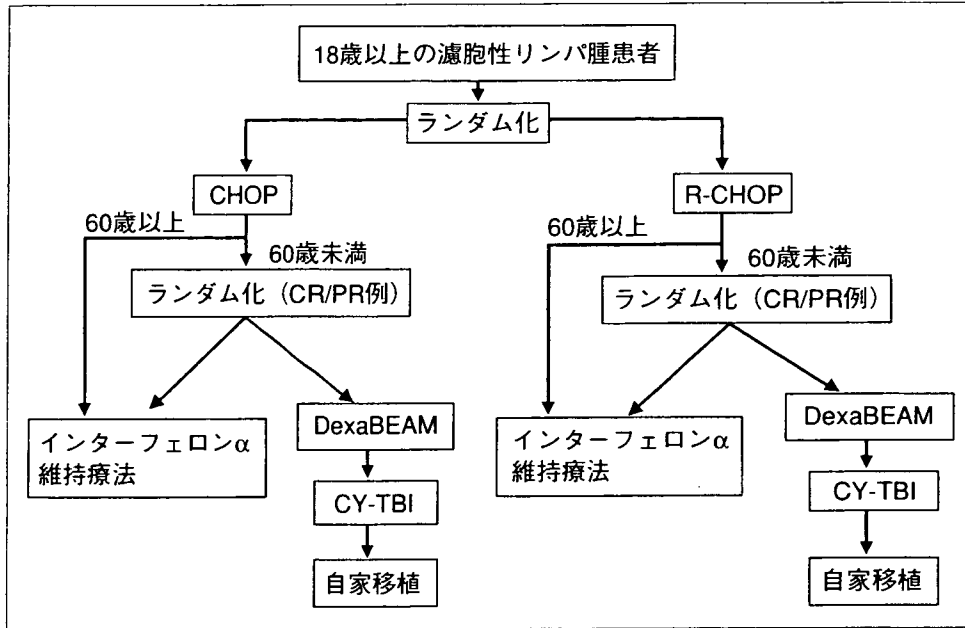 18歳以上の濾胞性リンパ腫患者
ランダム化
CHOP
60歳以上
60歳未満
ランダム化（CR/PR例）
インターフェロンα
維持療法
DexaBEAM
CY-TBI
自家移植
R-CHOP
60歳以上
60歳未満
ランダム化（CR/PR例）
インターフェロンα
維持療法
DexaBEAM
CY-TBI
自家移植